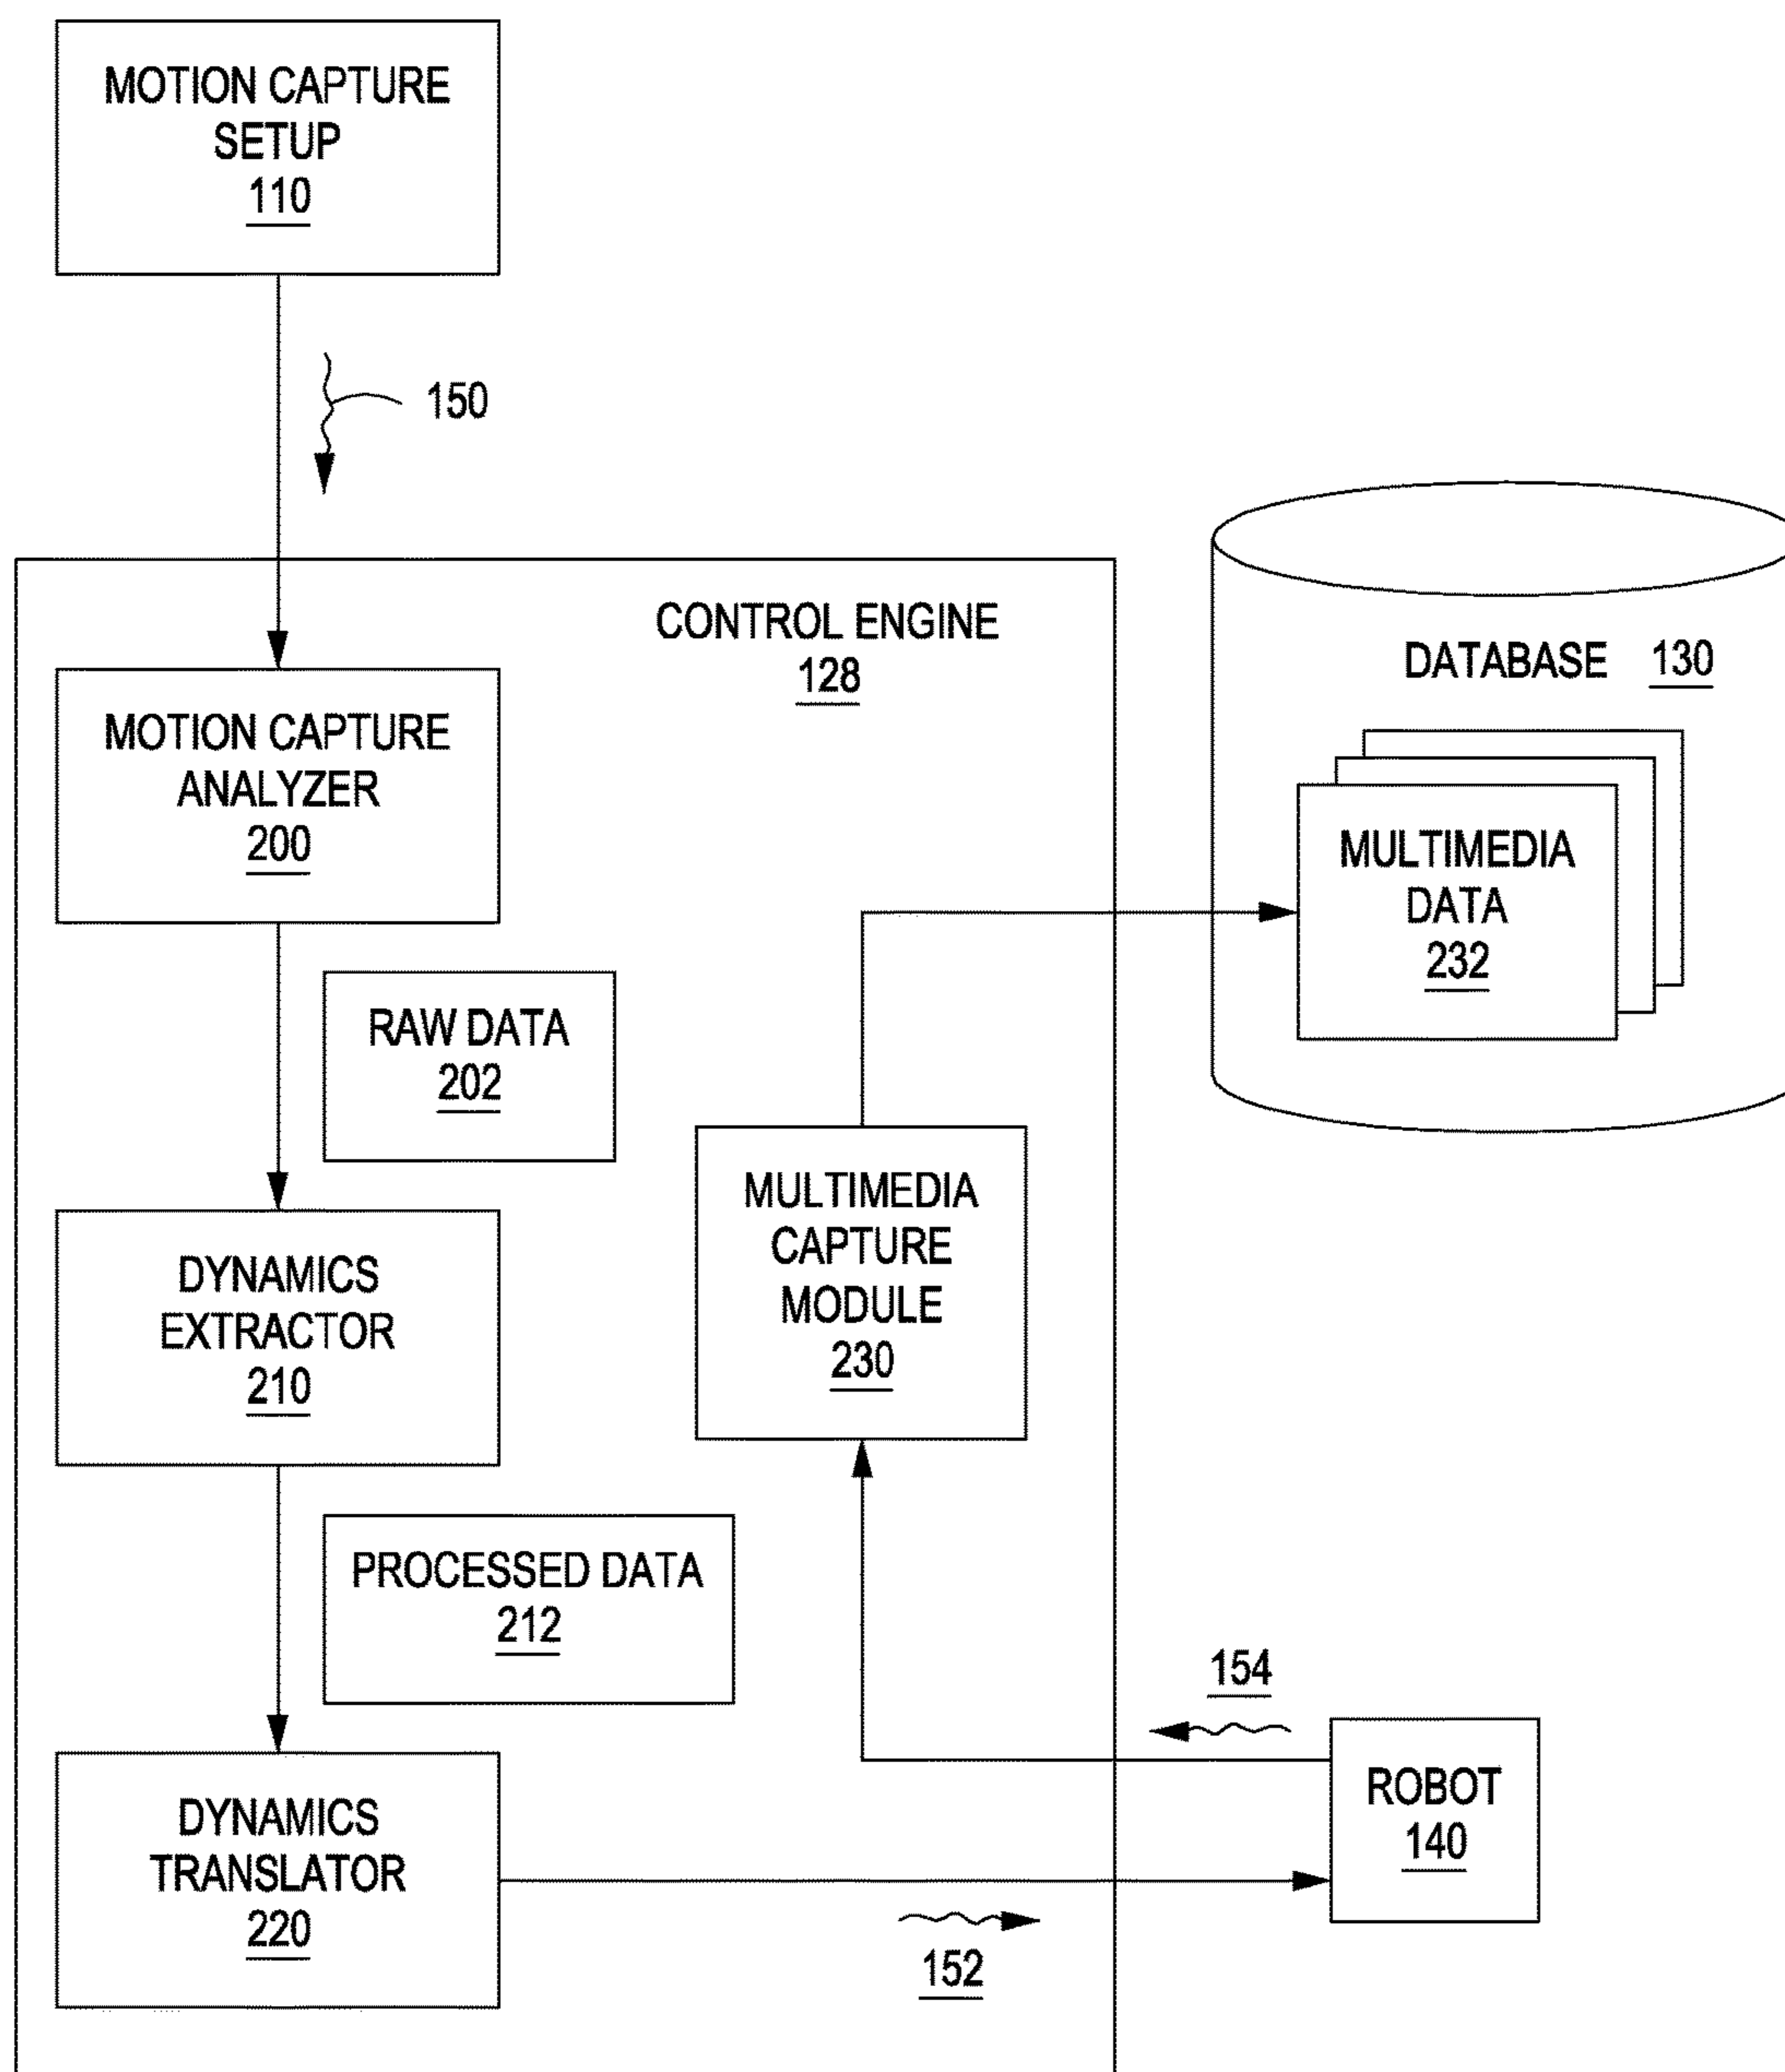 MOTION CAPTURE
SETUP
110
150
CONTROL ENGINE
128
DATABASE 130
MOTION CAPTURE
ANALYZER
200
MULTIMEDIA
DATA
232
RAW DATA
202
MULTIMEDIA
CAPTURE
MODULE
230
DYNAMICS
EXTRACTOR
210
PROCESSED DATA
212
154
ROBOT
140
DYNAMICS
TRANSLATOR
220
152